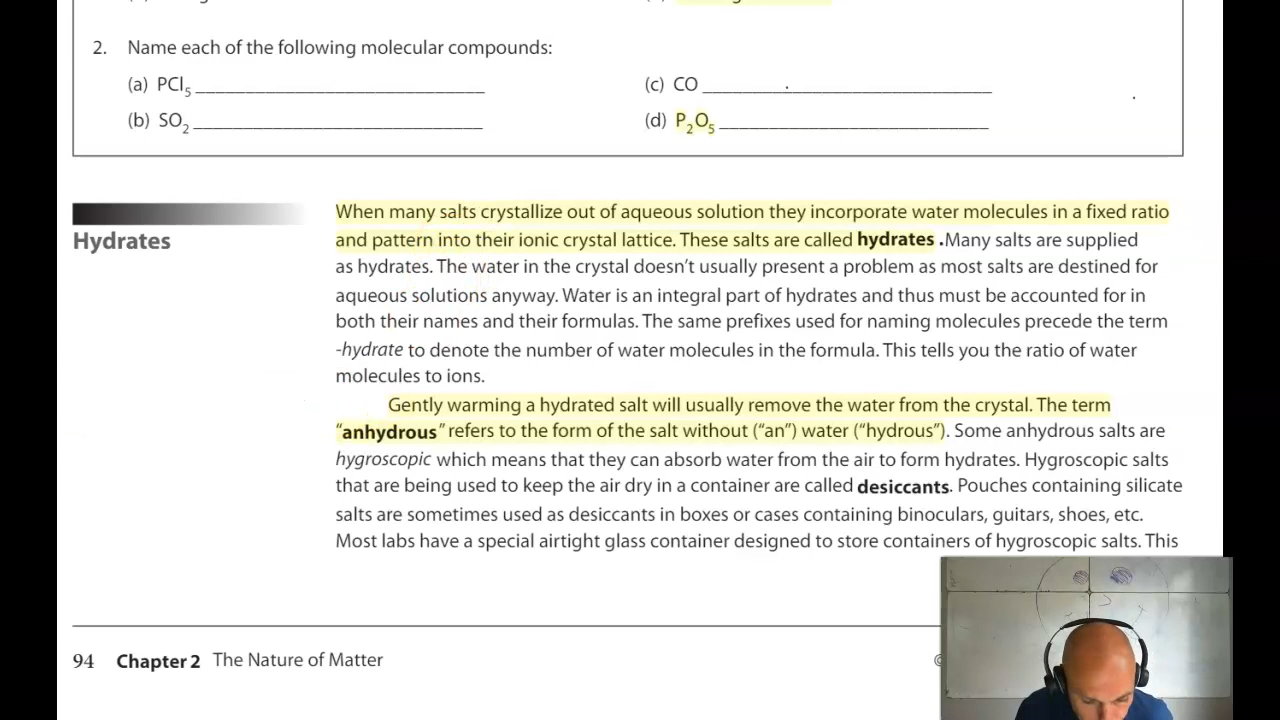 2. Name each of the following molecular compounds:
(a) PCl5 ____________________________
(c) CO ____________________________
(b) SO2 ____________________________
(d) P2O5 __________________________
Hydrates
When many salts crystallize out of aqueous solution they incorporate water molecules in a fixed ratio
and pattern into their ionic crystal lattice. These salts are called hydrates. Many salts are supplied
as hydrates. The water in the crystal doesn't usually present a problem as most salts are destined for
aqueous solutions anyway. Water is an integral part of hydrates and thus must be accounted for in
both their names and their formulas. The same prefixes used for naming molecules precede the term
-hydrate to denote the number of water molecules in the formula. This tells you the ratio of water
molecules to ions.
Gently warming a hydrated salt will usually remove the water from the crystal. The term
“anhydrous” refers to the form of the salt without (“an”) water (“hydrous”). Some anhydrous salts are
hygroscopic which means that they can absorb water from the air to form hydrates. Hygroscopic salts
that are being used to keep the air dry in a container are called desiccants. Pouches containing silicate
salts are sometimes used as desiccants in boxes or cases containing binoculars, guitars, shoes, etc.
Most labs have a special airtight glass container designed to store containers of hygroscopic salts. This
94 Chapter 2 The Nature of Matter
©